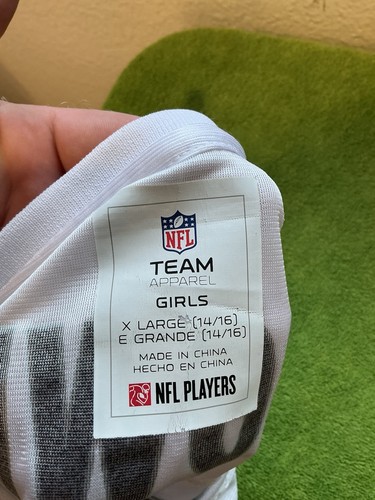 NFL
TEAM
APPAREL
GIRLS
X LARGE (14/16)
E GRANDE (14/16)
MADE IN CHINA
HECHO EN CHINA
NFL PLAYERS